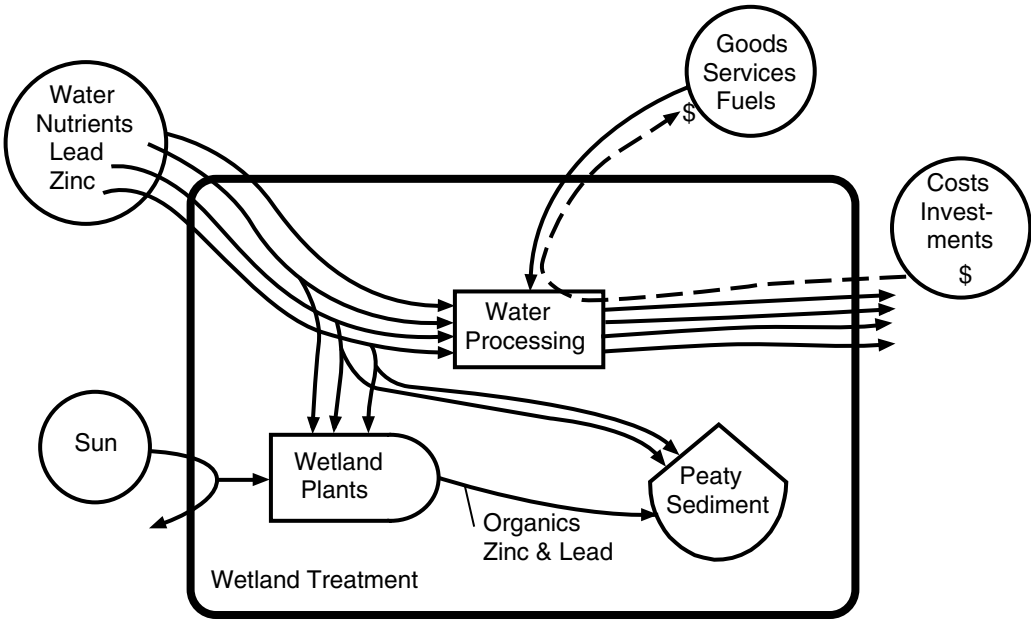 Water
Nutrients
Lead
Zinc
Goods
Services
Fuels
$
Costs
Invest-
ments
$
Water
Processing
Sun
Wetland
Plants
Peaty
Sediment
Organics
Zinc & Lead
Wetland Treatment